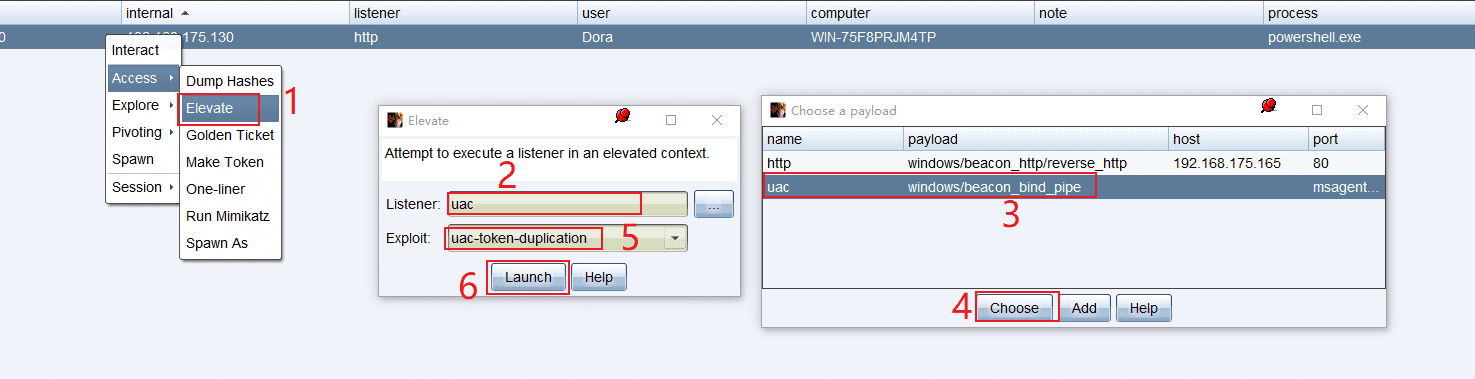 internal listener user computer note process
192.168.175.130 http Dora WIN-75F8PRJM4TP powershell.exe
Interact
Access
Explore
Pivoting
Spawn
Session
Dump Hashes
Elevate
Golden Ticket
Make Token
One-liner
Run Mimikatz
Spawn As
1
Elevate
Attempt to execute a listener in an elevated context.
2
Listener: uac ...
Exploit: uac-token-duplication 5
6 Launch Help
Choose a payload
name payload host port
http windows/beacon_http/reverse_http 192.168.175.165 80
uac windows/beacon_bind_pipe msagent...
3
4 Choose Add Help